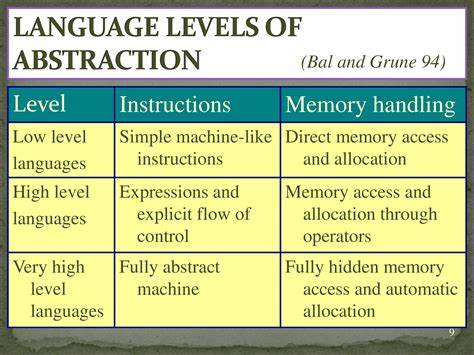 LANGUAGE LEVELS OF
ABSTRACTION (Bal and Grune 94)
Level Instructions Memory handling
Low level
languages
Simple machine-like
instructions
Direct memory access
and allocation
High level
languages
Expressions and
explicit flow of
control
Memory access and
allocation through
operators
Very high
level
languages
Fully abstract
machine
Fully hidden memory
access and automatic
allocation
9